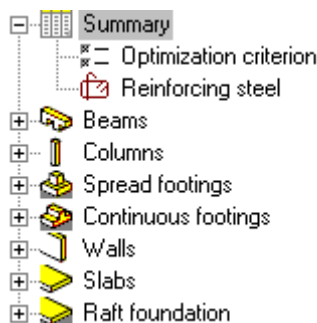 Summary
Optimization criterion
Reinforcing steel
Beams
Columns
Spread footings
Continuous footings
Walls
Slabs
Raft foundation